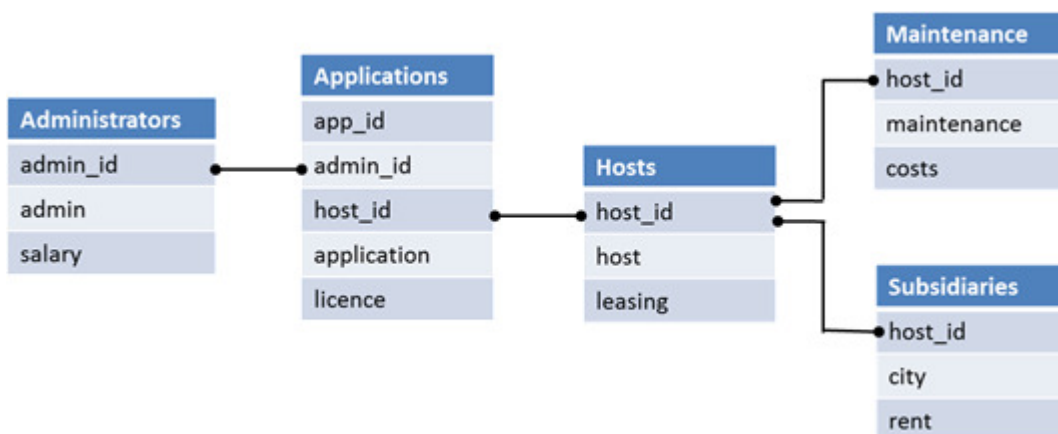 Administrators
admin_id
admin
salary
Applications
app_id
admin_id
host_id
application
licence
Hosts
host_id
host
leasing
Maintenance
host_id
maintenance
costs
Subsidiaries
host_id
city
rent